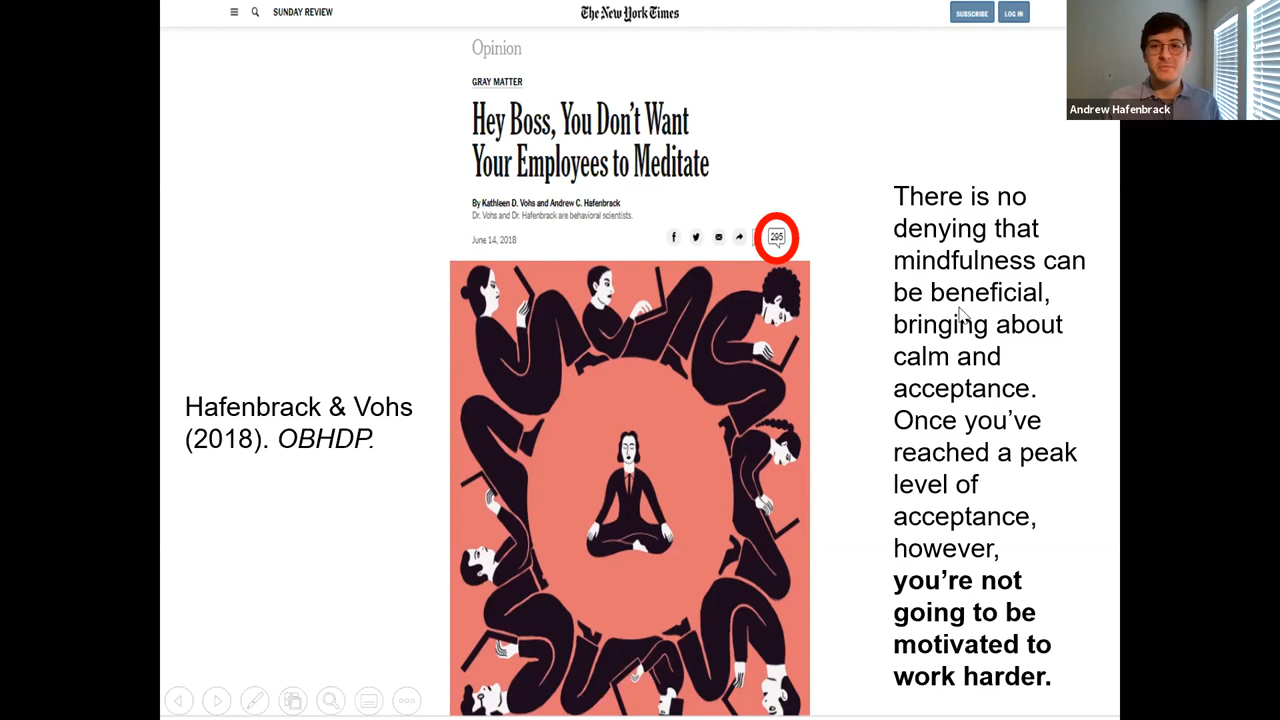 SUNDAY REVIEW
The New York Times
SUBSCRIBE
LOG IN
Opinion
GRAY MATTER
Hey Boss, You Don't Want
Your Employees to Meditate
By Kathleen D. Vohs and Andrew C. Hafenbrack
Dr. Vohs and Dr. Hafenbrack are behavioral scientists.
June 14, 2018
295
Andrew Hafenbrack
Hafenbrack & Vohs
(2018). OBHDP.
There is no
denying that
mindfulness can
be beneficial,
bringing about
calm and
acceptance.
Once you've
reached a peak
level of
acceptance,
however,
you're not
going to be
motivated to
work harder.